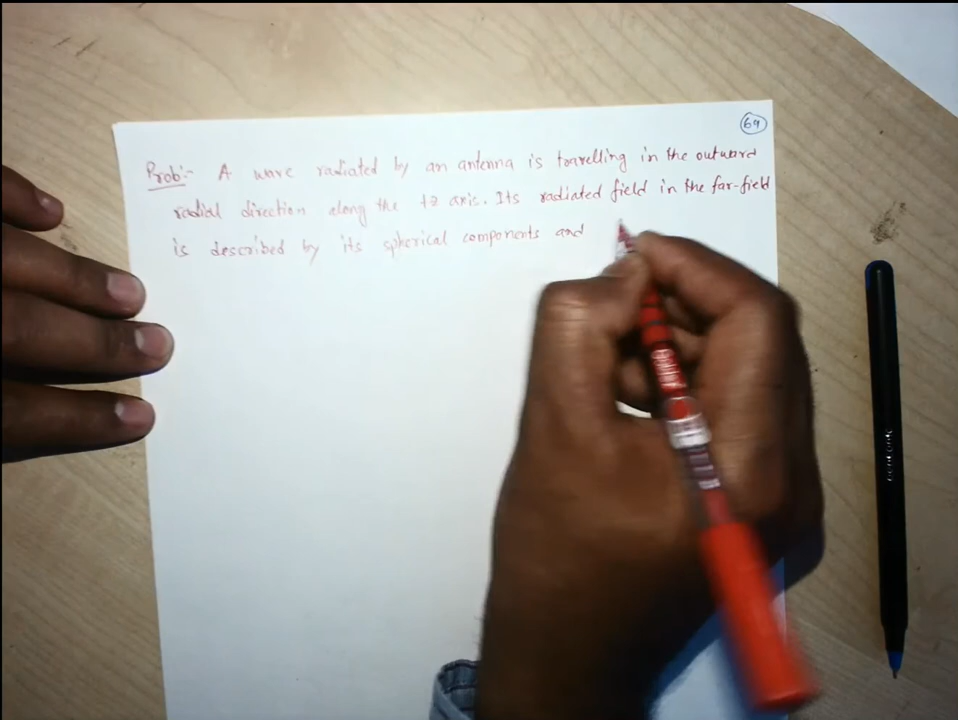 69
Prob:- A wave radiated by an antenna is travelling in the outward
radial direction along the +z axis. Its radiated field in the far-field
is described by its spherical components and